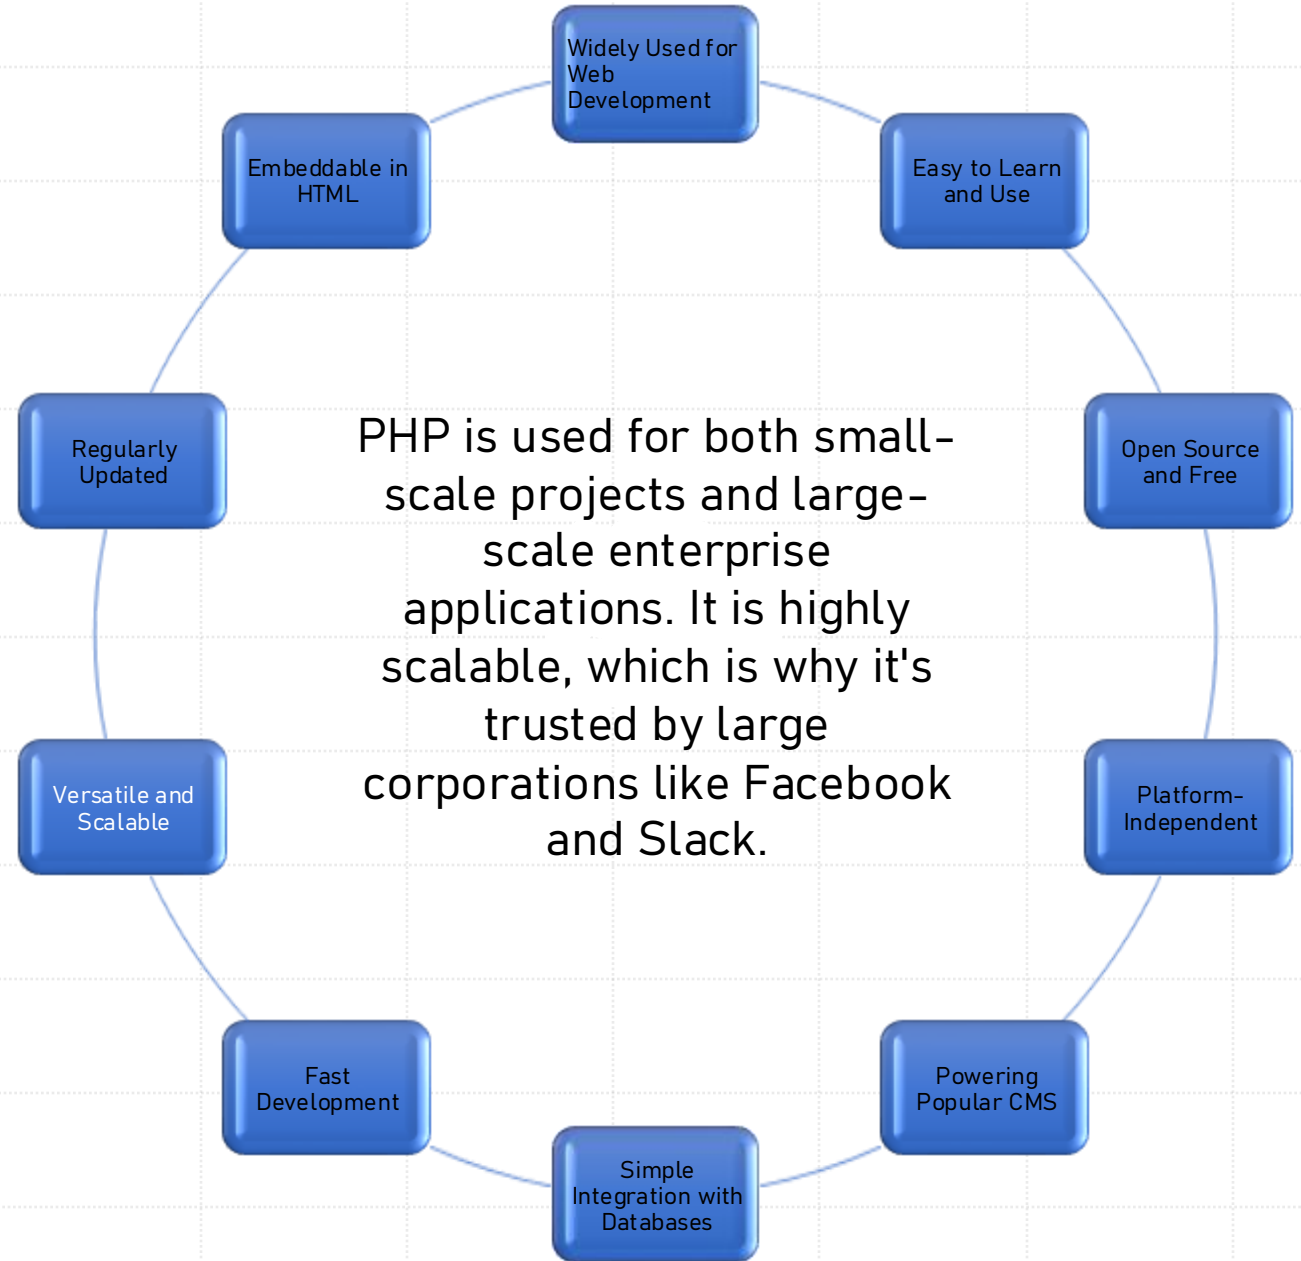 Widely Used for
Web
Development
Easy to Learn
and Use
Open Source
and Free
Platform-
Independent
Powering
Popular CMS
Simple
Integration with
Databases
Fast
Development
Versatile and
Scalable
Regularly
Updated
Embeddable in
HTML
PHP is used for both small-
scale projects and large-
scale enterprise
applications. It is highly
scalable, which is why it's
trusted by large
corporations like Facebook
and Slack.